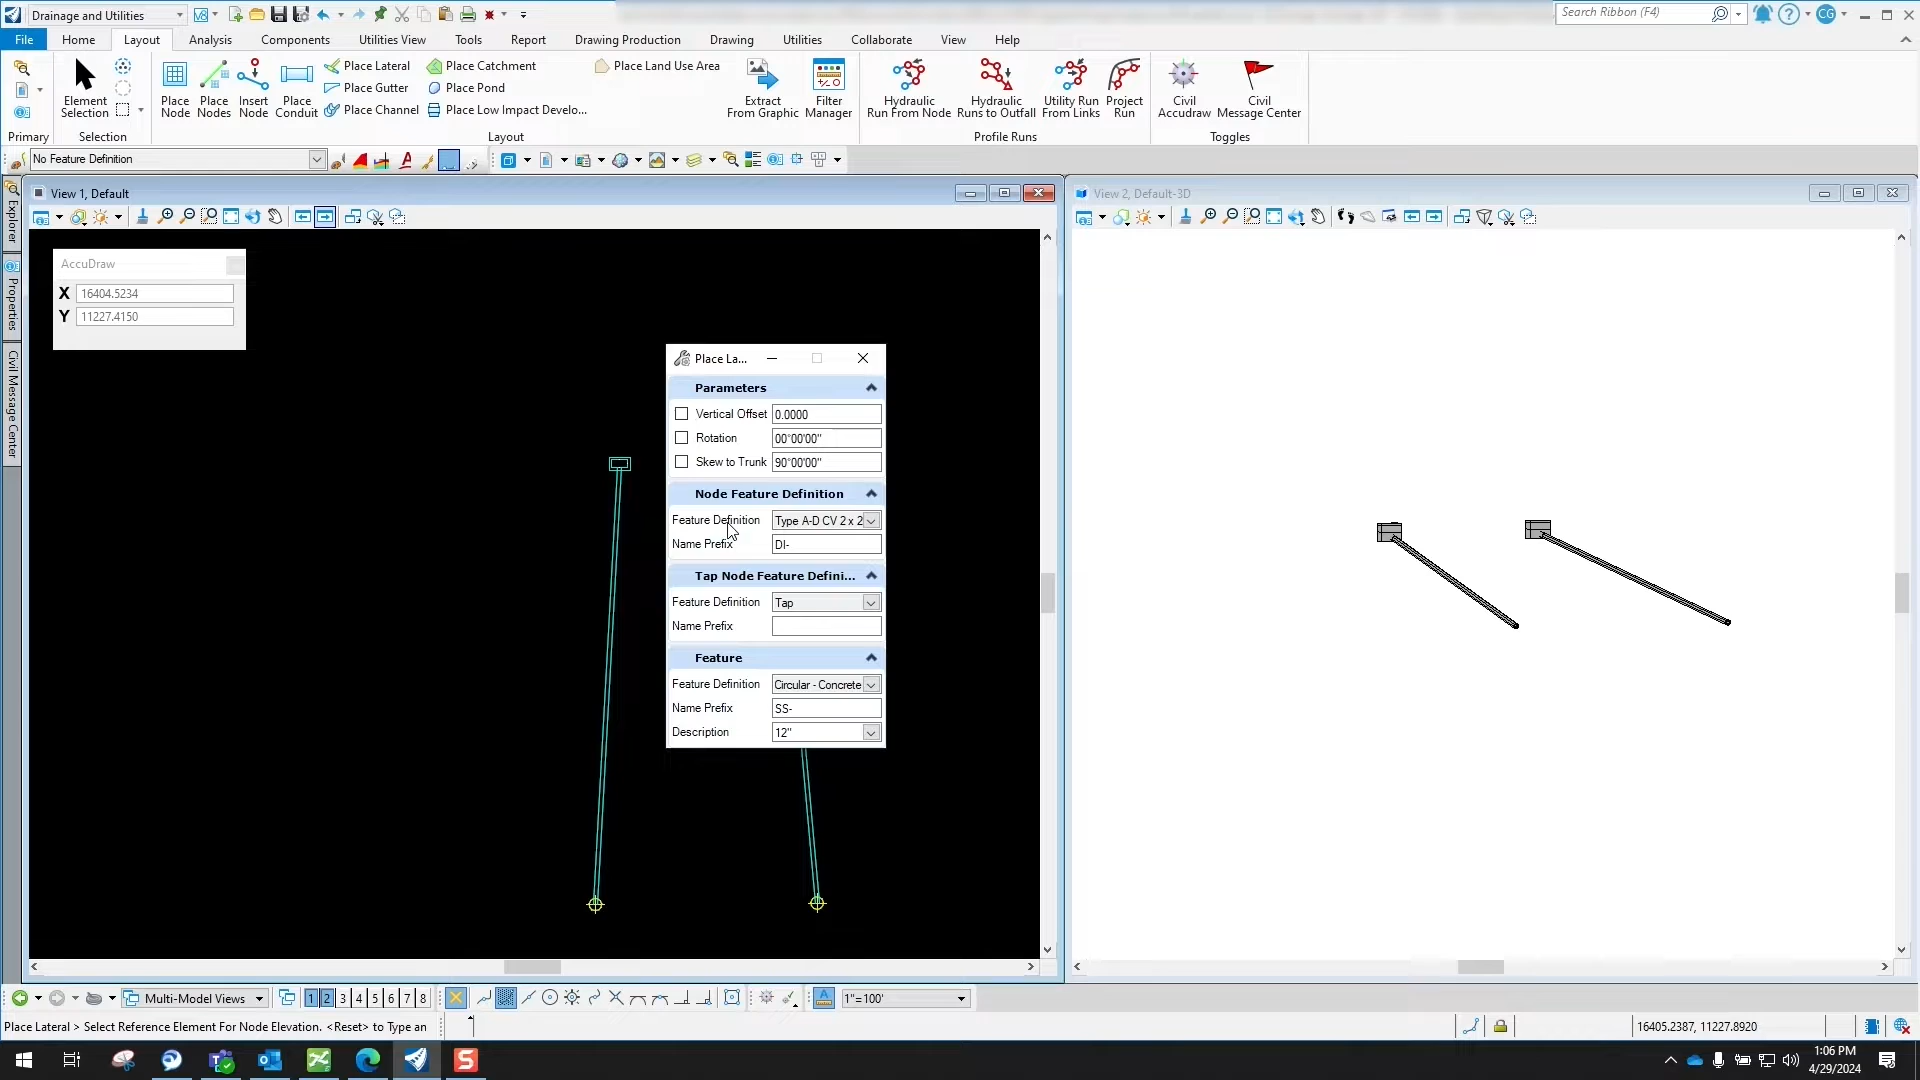 Drainage and Utilities
Search Ribbon (F4)
CG
File
Home
Layout
Analysis
Components
Utilities View
Tools
Report
Drawing Production
Drawing
Utilities
Collaborate
View
Help
Element Selection
Place Node
Place Nodes
Insert Node
Place Conduit
Place Lateral
Place Gutter
Place Channel
Place Catchment
Place Pond
Place Low Impact Develo...
Place Land Use Area
Extract From Graphic
Filter Manager
Hydraulic Run From Node
Hydraulic Runs to Outfall
Utility Run From Links
Project Run
Civil Accudraw
Civil Message Center
Primary
Selection
Layout
Profile Runs
Toggles
No Feature Definition
Explorer
Properties
Civil Message Center
View 1, Default
View 2, Default-3D
AccuDraw
X 16404.5234
Y 11227.4150
Place La...
Parameters
Vertical Offset 0.0000
Rotation 00°00'00"
Skew to Trunk 90°00'00"
Node Feature Definition
Feature Definition Type A-D CV 2 x 2
Name Prefix DI-
Tap Node Feature Defini...
Feature Definition Tap
Name Prefix
Feature
Feature Definition Circular - Concrete
Name Prefix SS-
Description 12"
Multi-Model Views
1 2 3 4 5 6 7 8
1"=100'
Place Lateral > Select Reference Element For Node Elevation. <Reset> to Type an
16405.2387, 11227.8920
1:06 PM
4/29/2024